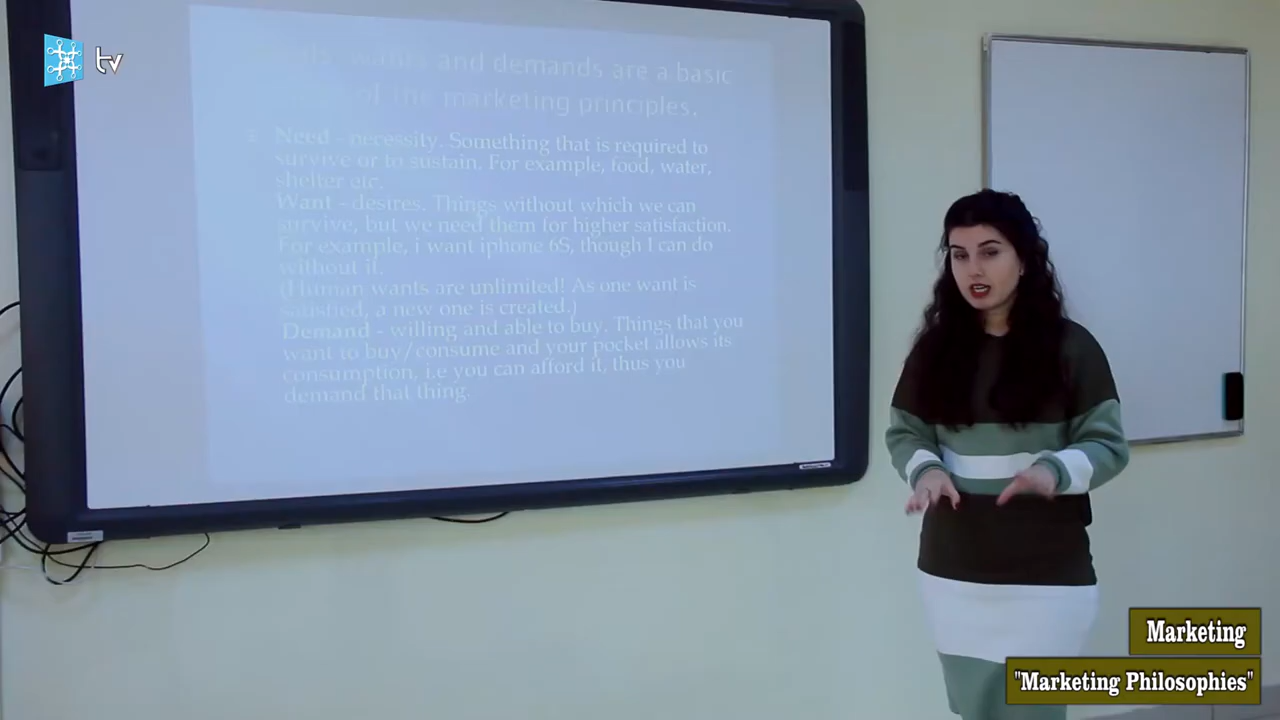 tv
wants and demands are a basic
of the marketing principles.
Need - necessity. Something that is required to
survive or to sustain. For example, food, water,
shelter etc.
Want - desires. Things without which we can
survive, but we need them for higher satisfaction.
For example, i want iphone 6S, though I can do
without it.
(Human wants are unlimited! As one want is
satisfied, a new one is created.)
Demand - willing and able to buy. Things that you
want to buy/consume and your pocket allows its
consumption, i.e you can afford it, thus you
demand that thing.
Marketing
"Marketing Philosophies"